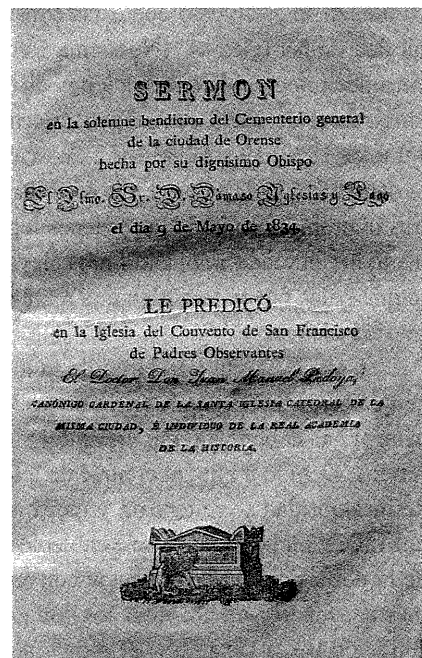 SERMON
en la solemne bendicion del Cementerio general
de la ciudad de Orense
hecha por su dignisimo Obispo
El Ylmo. Sr. D. Dámaso Yglesias y Lago
el dia 9 de Mayo de 1834.
LE PREDICÓ
en la Iglesia del Convento de San Francisco
de Padres Observantes
El Doctor Don Juan Manuel Bedoya,
CANÓNIGO CARDENAL DE LA SANTA IGLESIA CATEDRAL DE LA
MISMA CIUDAD, É INDIVIDUO DE LA REAL ACADEMIA
DE LA HISTORIA.